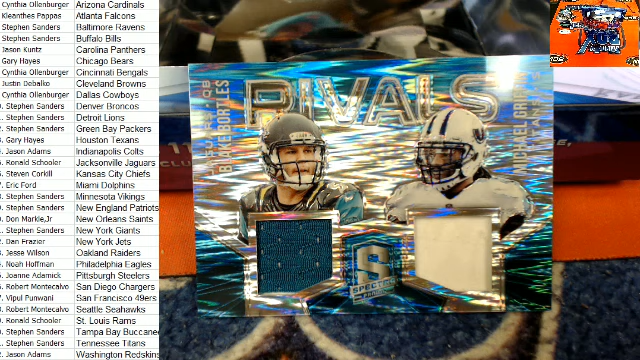 Cynthia Ollenburger Arizona Cardinals
Kleanthes Pappas Atlanta Falcons
Stephen Sanders Baltimore Ravens
Stephen Sanders Buffalo Bills
Jason Kuntz Carolina Panthers
Gary Hayes Chicago Bears
Cynthia Ollenburger Cincinnati Bengals
Justin Debalko Cleveland Browns
Cynthia Ollenburger Dallas Cowboys
Stephen Sanders Denver Broncos
Stephen Sanders Detroit Lions
Stephen Sanders Green Bay Packers
Gary Hayes Houston Texans
Jason Adams Indianapolis Colts
Ronald Schooler Jacksonville Jaguars
Steven Corkill Kansas City Chiefs
Eric Ford Miami Dolphins
Stephen Sanders Minnesota Vikings
Stephen Sanders New England Patriots
Don Markle,Jr New Orleans Saints
Stephen Sanders New York Giants
Dan Frazier New York Jets
Jesse Wilson Oakland Raiders
Noah Hoffman Philadelphia Eagles
Joanne Adamick Pittsburgh Steelers
Robert Montecalvo San Diego Chargers
Vipul Punwani San Francisco 49ers
Robert Montecalvo Seattle Seahawks
Ronald Schooler St. Louis Rams
Stephen Sanders Tampa Bay Buccanee
Stephen Sanders Tennessee Titans
Jason Adams Washington Redskins
RIVALS
BLAKE BORTLES
S